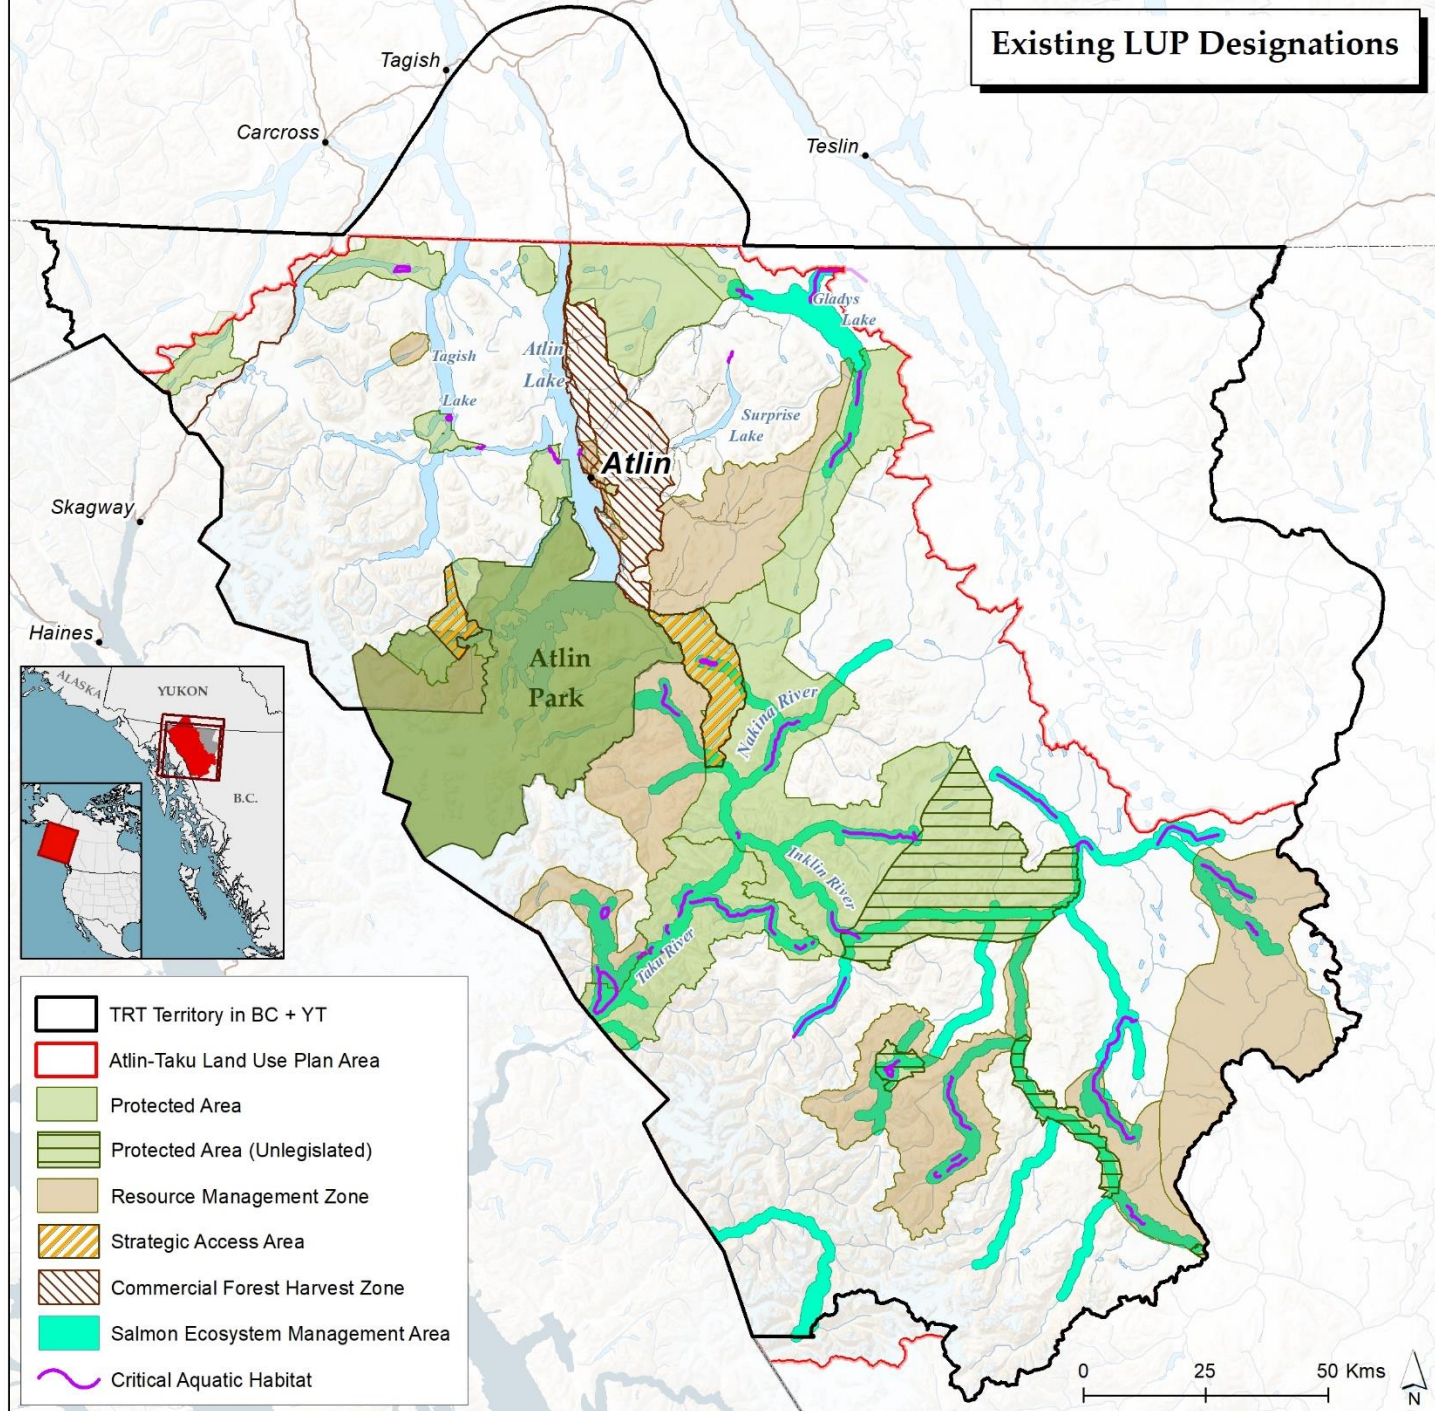 Existing LUP Designations
Tagish
Carcross
Teslin
Gladys
Lake
Tagish
Lake
Atlin
Lake
Surprise
Lake
Atlin
Skagway
Haines
Atlin
Park
Nakina River
Inklin River
Taku River
ALASKA
YUKON
B.C.
TRT Territory in BC + YT
Atlin-Taku Land Use Plan Area
Protected Area
Protected Area (Unlegislated)
Resource Management Zone
Strategic Access Area
Commercial Forest Harvest Zone
Salmon Ecosystem Management Area
Critical Aquatic Habitat
0 25 50 Kms
N